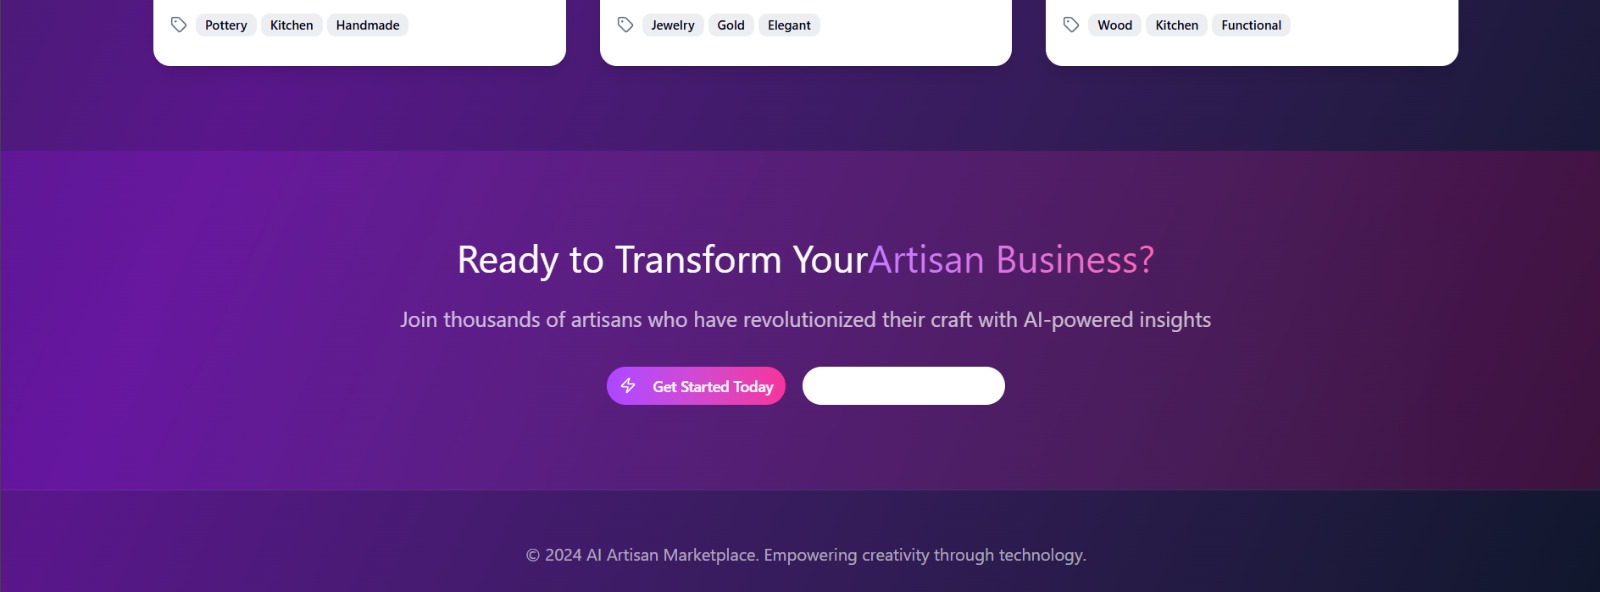 Pottery Kitchen Handmade Jewelry Gold Elegant Wood Kitchen Functional
Ready to Transform YourArtisan Business?
Join thousands of artisans who have revolutionized their craft with AI-powered insights
Get Started Today
© 2024 AI Artisan Marketplace. Empowering creativity through technology.